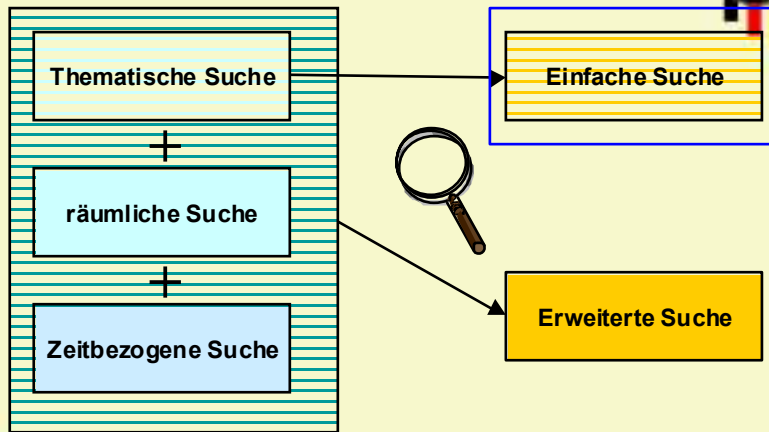 Thematische Suche
Einfache Suche
+
räumliche Suche
+
Erweiterte Suche
Zeitbezogene Suche